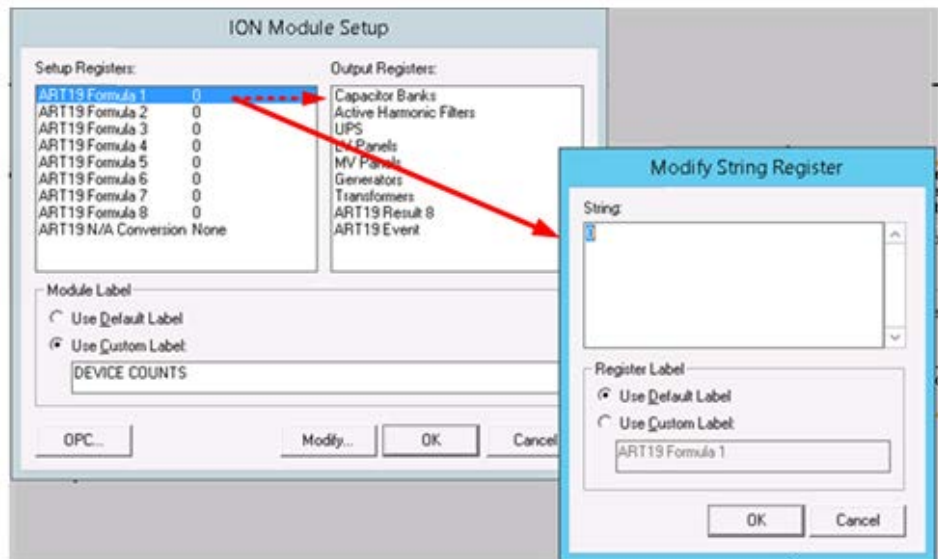 ION Module Setup
Setup Registers:
ART19 Formula 1 0
ART19 Formula 2 0
ART19 Formula 3 0
ART19 Formula 4 0
ART19 Formula 5 0
ART19 Formula 6 0
ART19 Formula 7 0
ART19 Formula 8 0
ART19 N/A Conversion None
Output Registers:
Capacitor Banks
Active Harmonic Filters
UPS
LV Panels
MV Panels
Generators
Transformers
ART19 Result 8
ART19 Event
Module Label
Use Default Label
Use Custom Label:
DEVICE COUNTS
OPC...
Modify...
OK
Cancel
Modify String Register
String:
0
Register Label
Use Default Label
Use Custom Label:
ART19 Formula 1
OK
Cancel